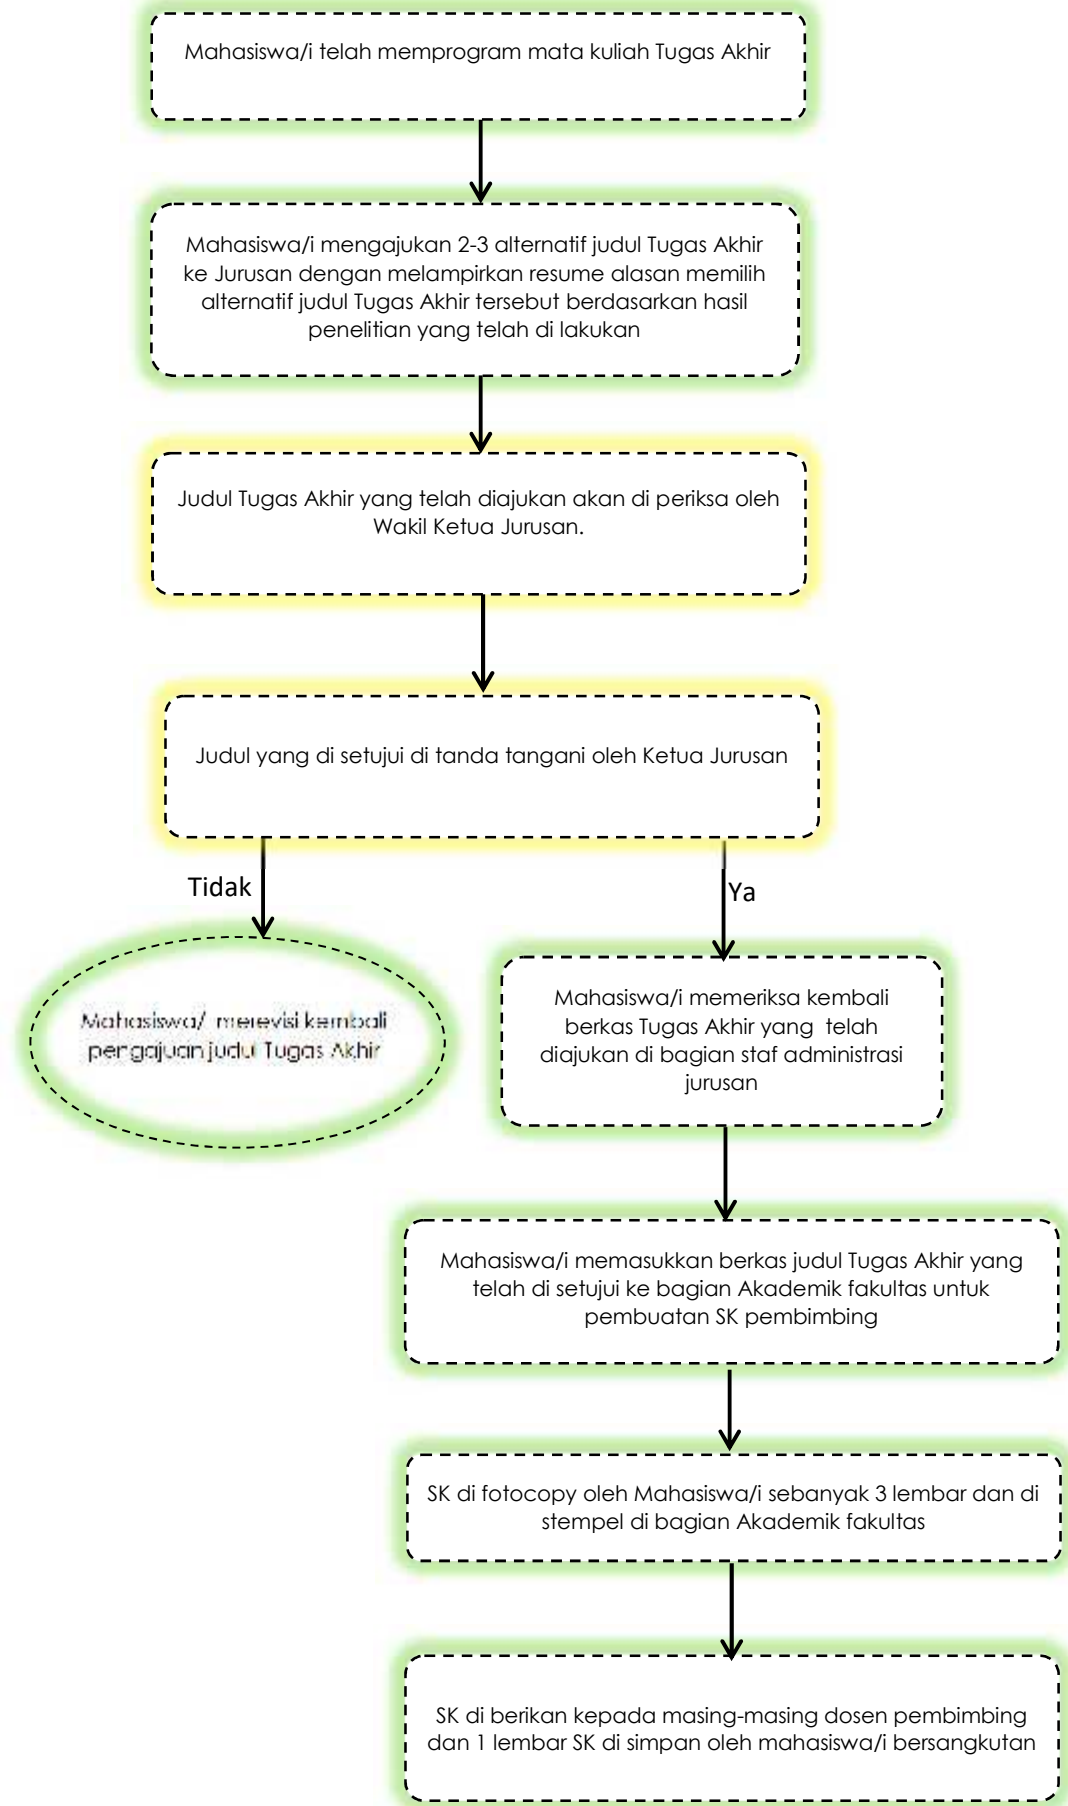 Mahasiswa/i telah memprogram mata kuliah Tugas Akhir
Mahasiswa/i mengajukan 2-3 alternatif judul Tugas Akhir
ke Jurusan dengan melampirkan resume alasan memilih
alternatif judul Tugas Akhir tersebut berdasarkan hasil
penelitian yang telah di lakukan
Judul Tugas Akhir yang telah diajukan akan di periksa oleh
Wakil Ketua Jurusan.
Judul yang di setujui di tanda tangani oleh Ketua Jurusan
Tidak
Ya
Mahasiswa/ merevisi kembali
pengajuan judul Tugas Akhir
Mahasiswa/i memeriksa kembali
berkas Tugas Akhir yang telah
diajukan di bagian staf administrasi
jurusan
Mahasiswa/i memasukkan berkas judul Tugas Akhir yang
telah di setujui ke bagian Akademik fakultas untuk
pembuatan SK pembimbing
SK di fotocopy oleh Mahasiswa/i sebanyak 3 lembar dan di
stempel di bagian Akademik fakultas
SK di berikan kepada masing-masing dosen pembimbing
dan 1 lembar SK di simpan oleh mahasiswa/i bersangkutan